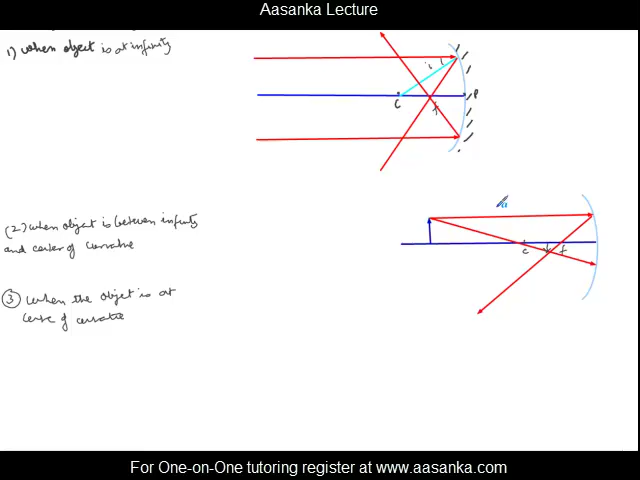 Aasanka Lecture
1) when object is at infinity
i
C
P
f
(2) when object is between infinity
and center of curvature
c
f
(3) when the object is at
of curvature
For One-on-One tutoring register at www.aasanka.com